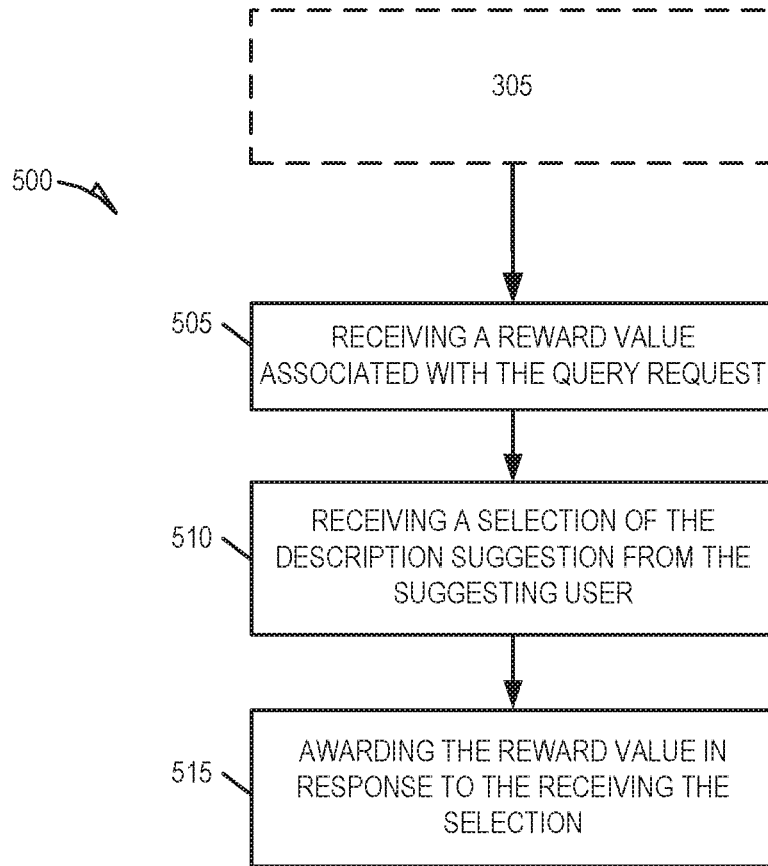 305
500
505
RECEIVING A REWARD VALUE
ASSOCIATED WITH THE QUERY REQUEST
510
RECEIVING A SELECTION OF THE
DESCRIPTION SUGGESTION FROM THE
SUGGESTING USER
515
AWARDING THE REWARD VALUE IN
RESPONSE TO THE RECEIVING THE
SELECTION